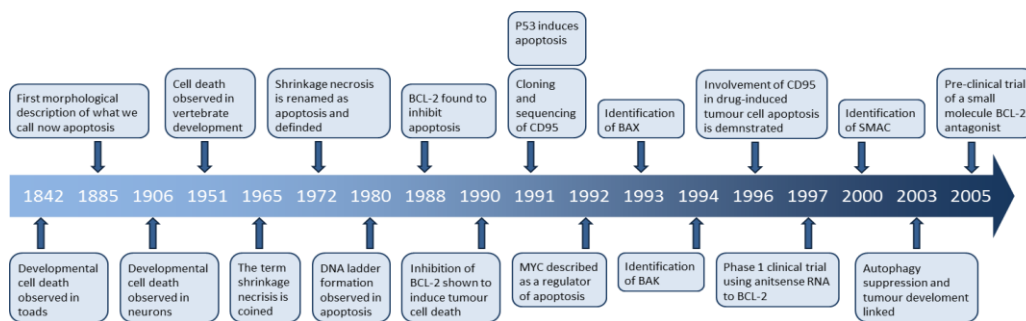 P53 induces
apoptosis
First morphological
description of what we
call now apoptosis
Cell death
observed in
vertebrate
development
Shrinkage necrosis
is renamed as
apoptosis and
definded
BCL-2 found to
inhibit
apoptosis
Cloning
and
sequencing
of CD95
Identification
of BAX
Involvement of CD95
in drug-induced
tumour cell apoptosis
is demnstrated
Identification
of SMAC
Pre-clinical trial
of a small
molecule BCL-2
antagonist
1842 1885 1906 1951 1965 1972 1980 1988 1990 1991 1992 1993 1994 1996 1997 2000 2003 2005
Developmental
cell death
observed in
toads
Developmental
cell death
observed in
neurons
The term
shrinkage
necrisis is
coined
DNA ladder
formation
observed in
apoptosis
Inhibition of
BCL-2 shown to
induce tumour
cell death
MYC described
as a regulator
of apoptosis
Identification
of BAK
Phase 1 clinical trial
using anitsense RNA
to BCL-2
Autophagy
suppression and
tumour develoment
linked